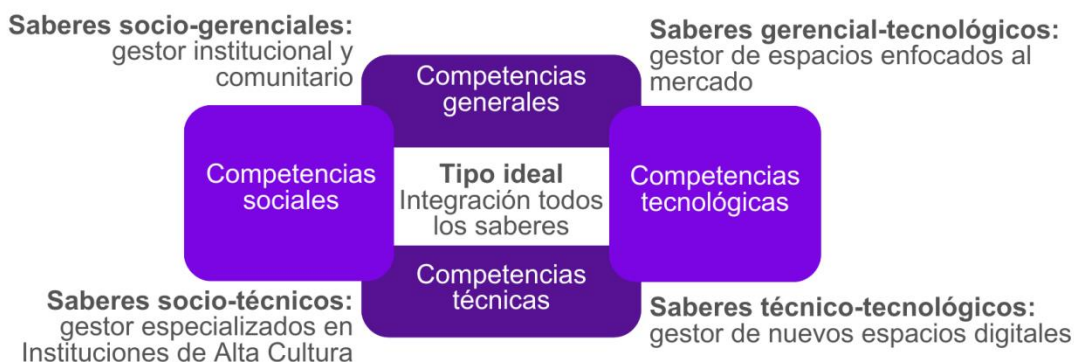 Saberes socio-gerenciales:
gestor institucional y
comunitario
Saberes gerencial-tecnológicos:
gestor de espacios enfocados al
mercado
Competencias
generales
Competencias
sociales
Tipo ideal
Integración todos
los saberes
Competencias
tecnológicas
Competencias
técnicas
Saberes socio-técnicos:
gestor especializados en
Instituciones de Alta Cultura
Saberes técnico-tecnológicos:
gestor de nuevos espacios digitales